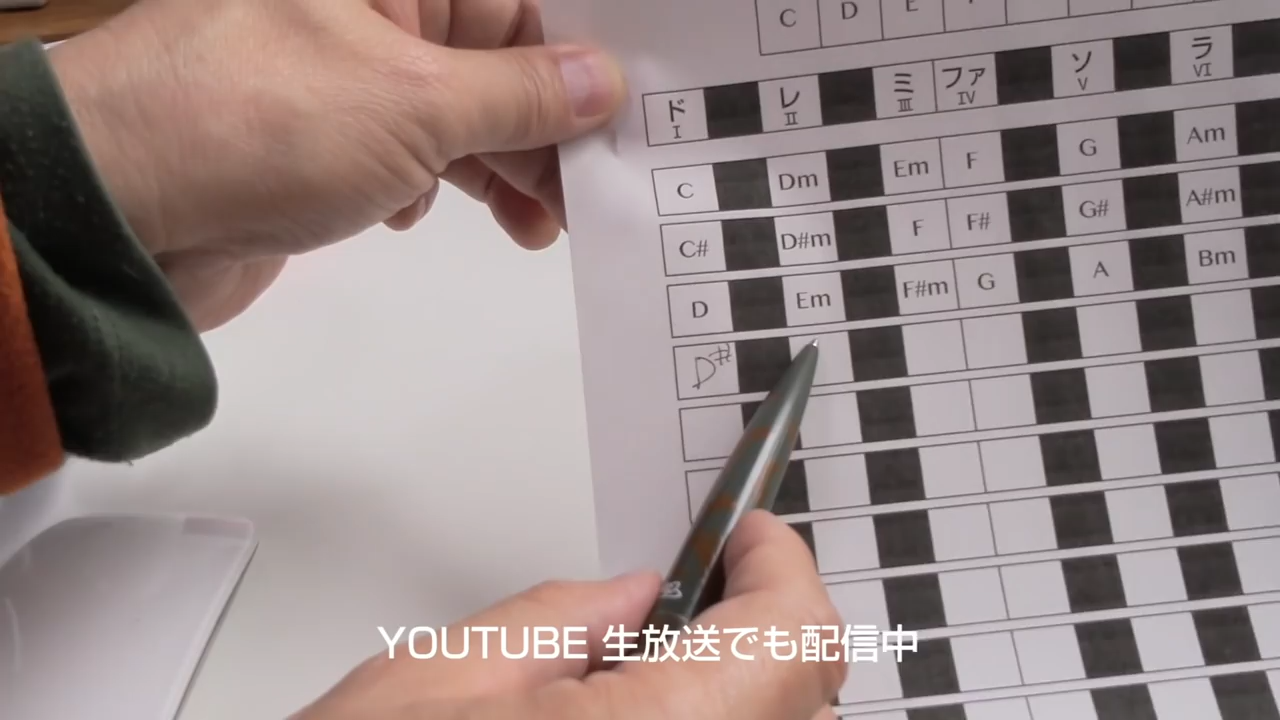 C D E
ド レ ミ ファ ソ ラ
I II III IV V VI
C Dm Em F G Am
C# D#m F F# G# A#m
D Em F#m G A Bm
D#
YOUTUBE 生放送でも配信中